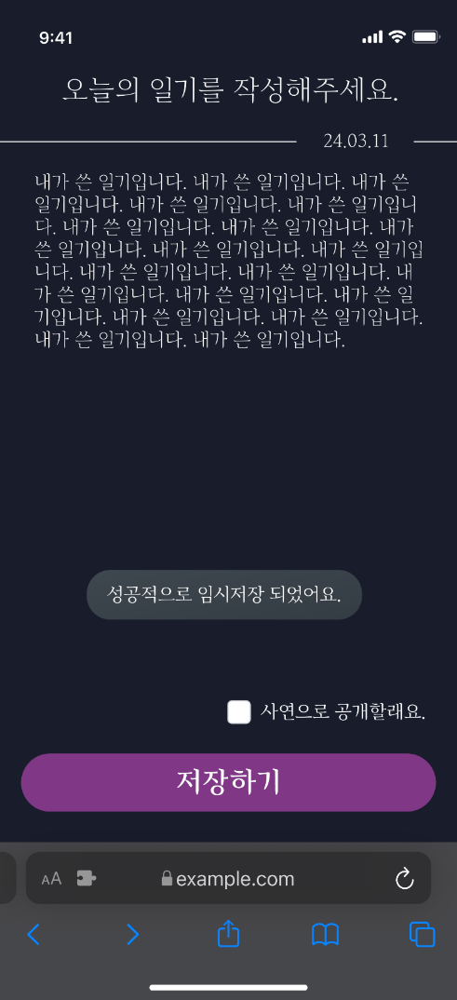 9:41
오늘의 일기를 작성해주세요.
24.03.11
내가 쓴 일기입니다. 내가 쓴 일기입니다. 내가 쓴
일기입니다. 내가 쓴 일기입니다. 내가 쓴 일기입니
다. 내가 쓴 일기입니다. 내가 쓴 일기입니다. 내가
쓴 일기입니다. 내가 쓴 일기입니다. 내가 쓴 일기입
니다. 내가 쓴 일기입니다. 내가 쓴 일기입니다. 내
가 쓴 일기입니다. 내가 쓴 일기입니다. 내가 쓴 일
기입니다. 내가 쓴 일기입니다. 내가 쓴 일기입니다.
내가 쓴 일기입니다. 내가 쓴 일기입니다.
성공적으로 임시저장 되었어요.
사연으로 공개할래요.
저장하기
AA example.com